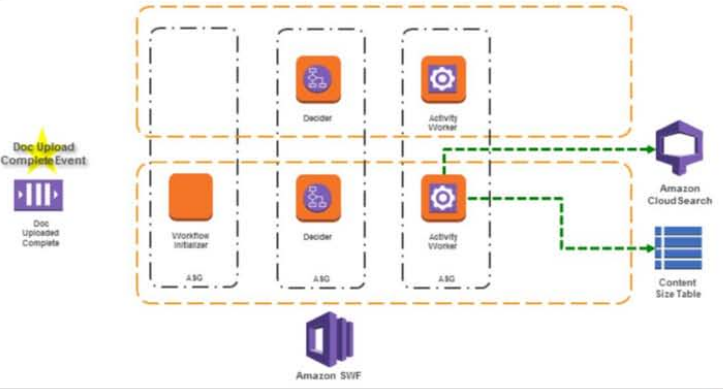 Decider
Activity
Worker
Doc Upload
Complete Event
Doc
Uploaded
Complete
Workflow
Initializer
Decider
Activity
Worker
ASG
ASG
ASG
Amazon
CloudSearch
Content
Size Table
Amazon SWF